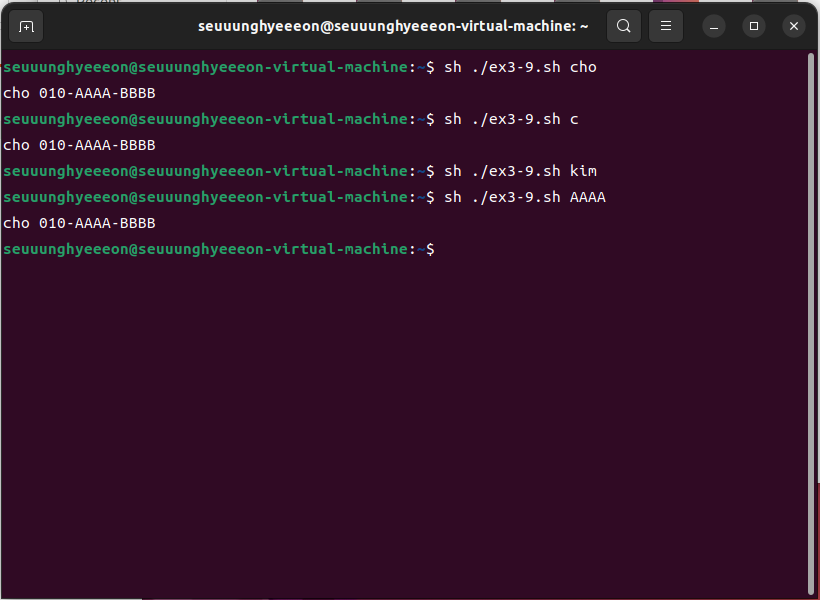 seuuunghyeeeon@seuuunghyeeeon-virtual-machine: ~
seuuunghyeeeon@seuuunghyeeeon-virtual-machine:~$ sh ./ex3-9.sh cho
cho 010-AAAA-BBBB
seuuunghyeeeon@seuuunghyeeeon-virtual-machine:~$ sh ./ex3-9.sh c
cho 010-AAAA-BBBB
seuuunghyeeeon@seuuunghyeeeon-virtual-machine:~$ sh ./ex3-9.sh kim
seuuunghyeeeon@seuuunghyeeeon-virtual-machine:~$ sh ./ex3-9.sh AAAA
cho 010-AAAA-BBBB
seuuunghyeeeon@seuuunghyeeeon-virtual-machine:~$